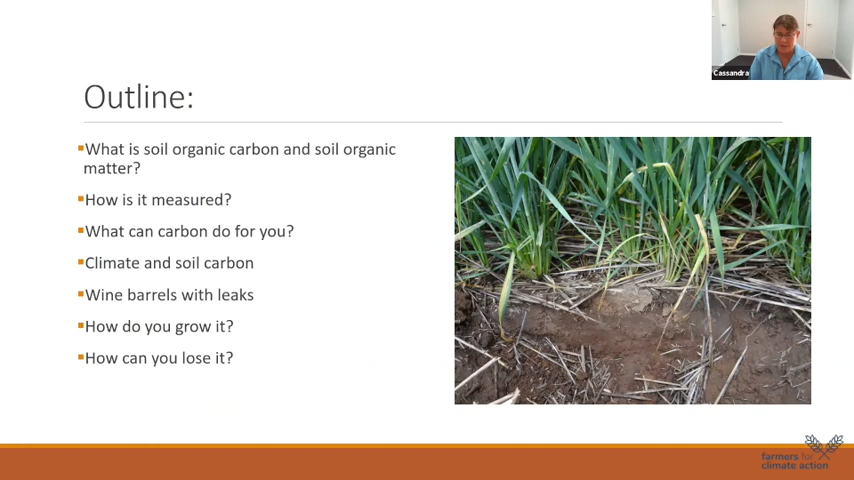 Cassandra
Outline:
▪What is soil organic carbon and soil organic
matter?
▪How is it measured?
▪What can carbon do for you?
▪Climate and soil carbon
▪Wine barrels with leaks
▪How do you grow it?
▪How can you lose it?
farmers for
climate action